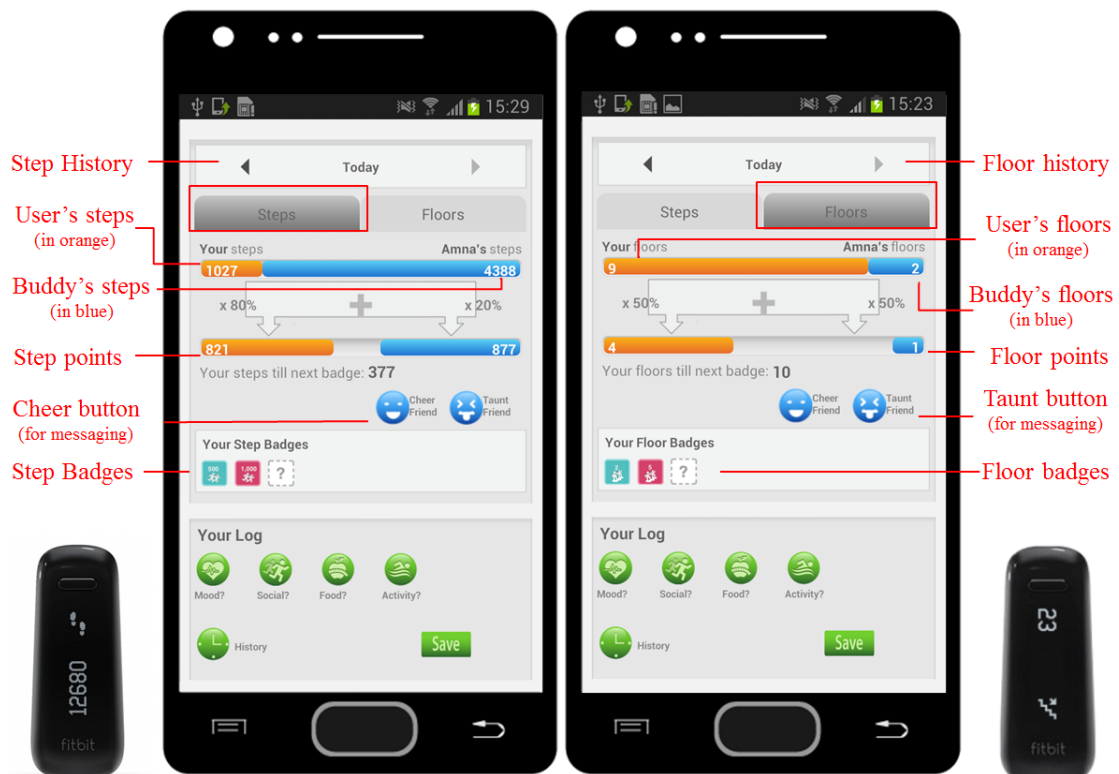 15:29
Today
Steps
Floors
Your steps
Amna's steps
1027
4388
x 80%
x 20%
821
877
Your steps till next badge: 377
Cheer
Friend
Taunt
Friend
Your Step Badges
500
1,000
?
Your Log
Mood?
Social?
Food?
Activity?
History
Save
15:23
Today
Steps
Floors
Your floors
Amna's floors
9
2
x 50%
x 50%
4
1
Your floors till next badge: 10
Cheer
Friend
Taunt
Friend
Your Floor Badges
2
5
?
Your Log
Mood?
Social?
Food?
Activity?
History
Save
Step History
User's steps
(in orange)
Buddy's steps
(in blue)
Step points
Cheer button
(for messaging)
Step Badges
Floor history
User's floors
(in orange)
Buddy's floors
(in blue)
Floor points
Taunt button
(for messaging)
Floor badges
12680
fitbit
23
fitbit